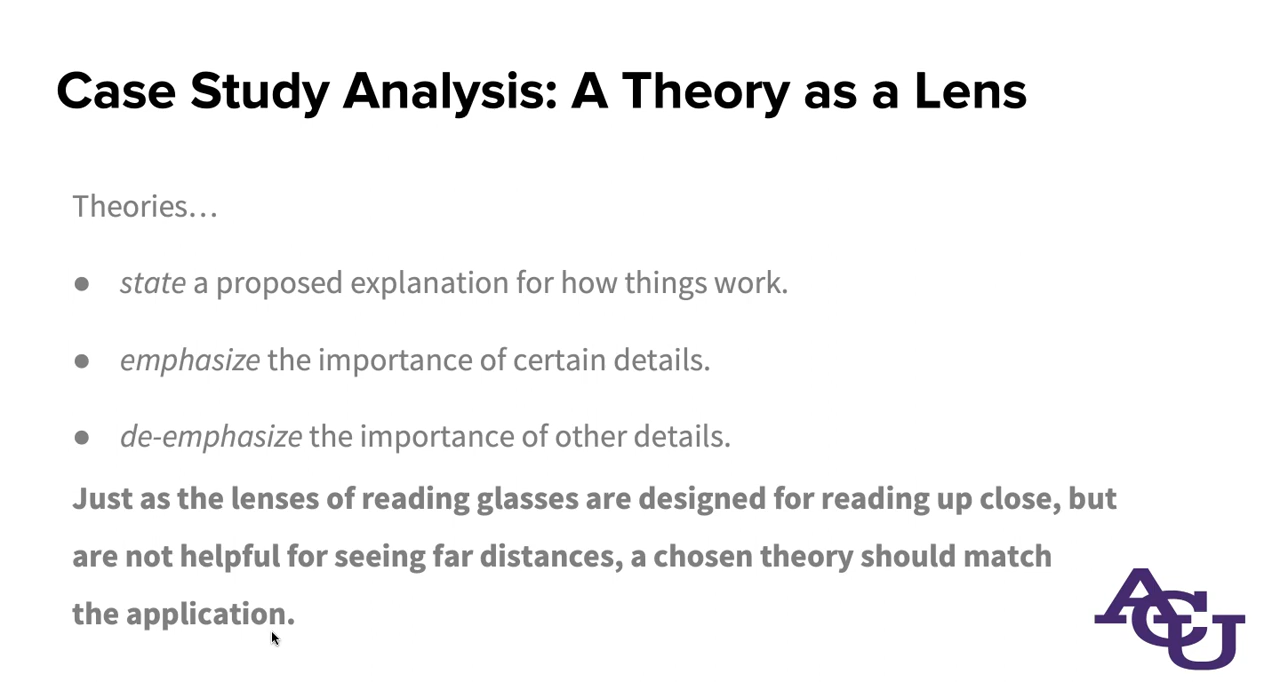 Case Study Analysis: A Theory as a Lens
Theories…
● state a proposed explanation for how things work.
● emphasize the importance of certain details.
● de-emphasize the importance of other details.
Just as the lenses of reading glasses are designed for reading up close, but
are not helpful for seeing far distances, a chosen theory should match
the application.
ACU